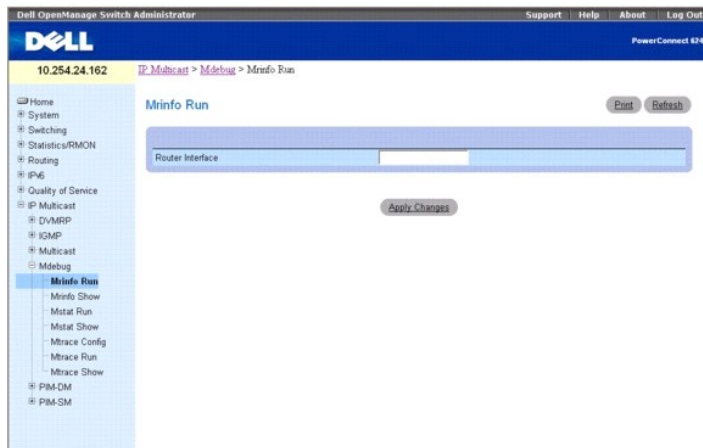 Dell OpenManage Switch Administrator
Support Help About Log Out
DELL
PowerConnect 624
10.254.24.162
IP Multicast > Mdebug > Mrinfo Run
Home
System
Switching
Statistics/RMON
Routing
IPv6
Quality of Service
IP Multicast
DVMRP
IGMP
Multicast
Mdebug
Mrinfo Run
Mrinfo Show
Mstat Run
Mstat Show
Mtrace Config
Mtrace Run
Mtrace Show
PIM-DM
PIM-SM
Mrinfo Run
Print Refresh
Router Interface
Apply Changes